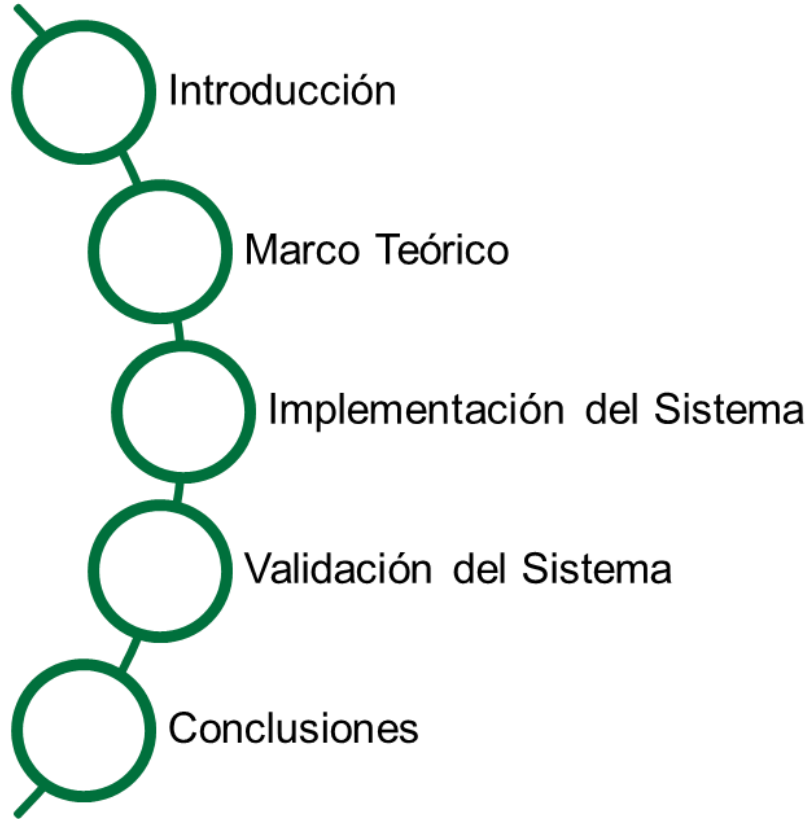 Introducción
Marco Teórico
Implementación del Sistema
Validación del Sistema
Conclusiones